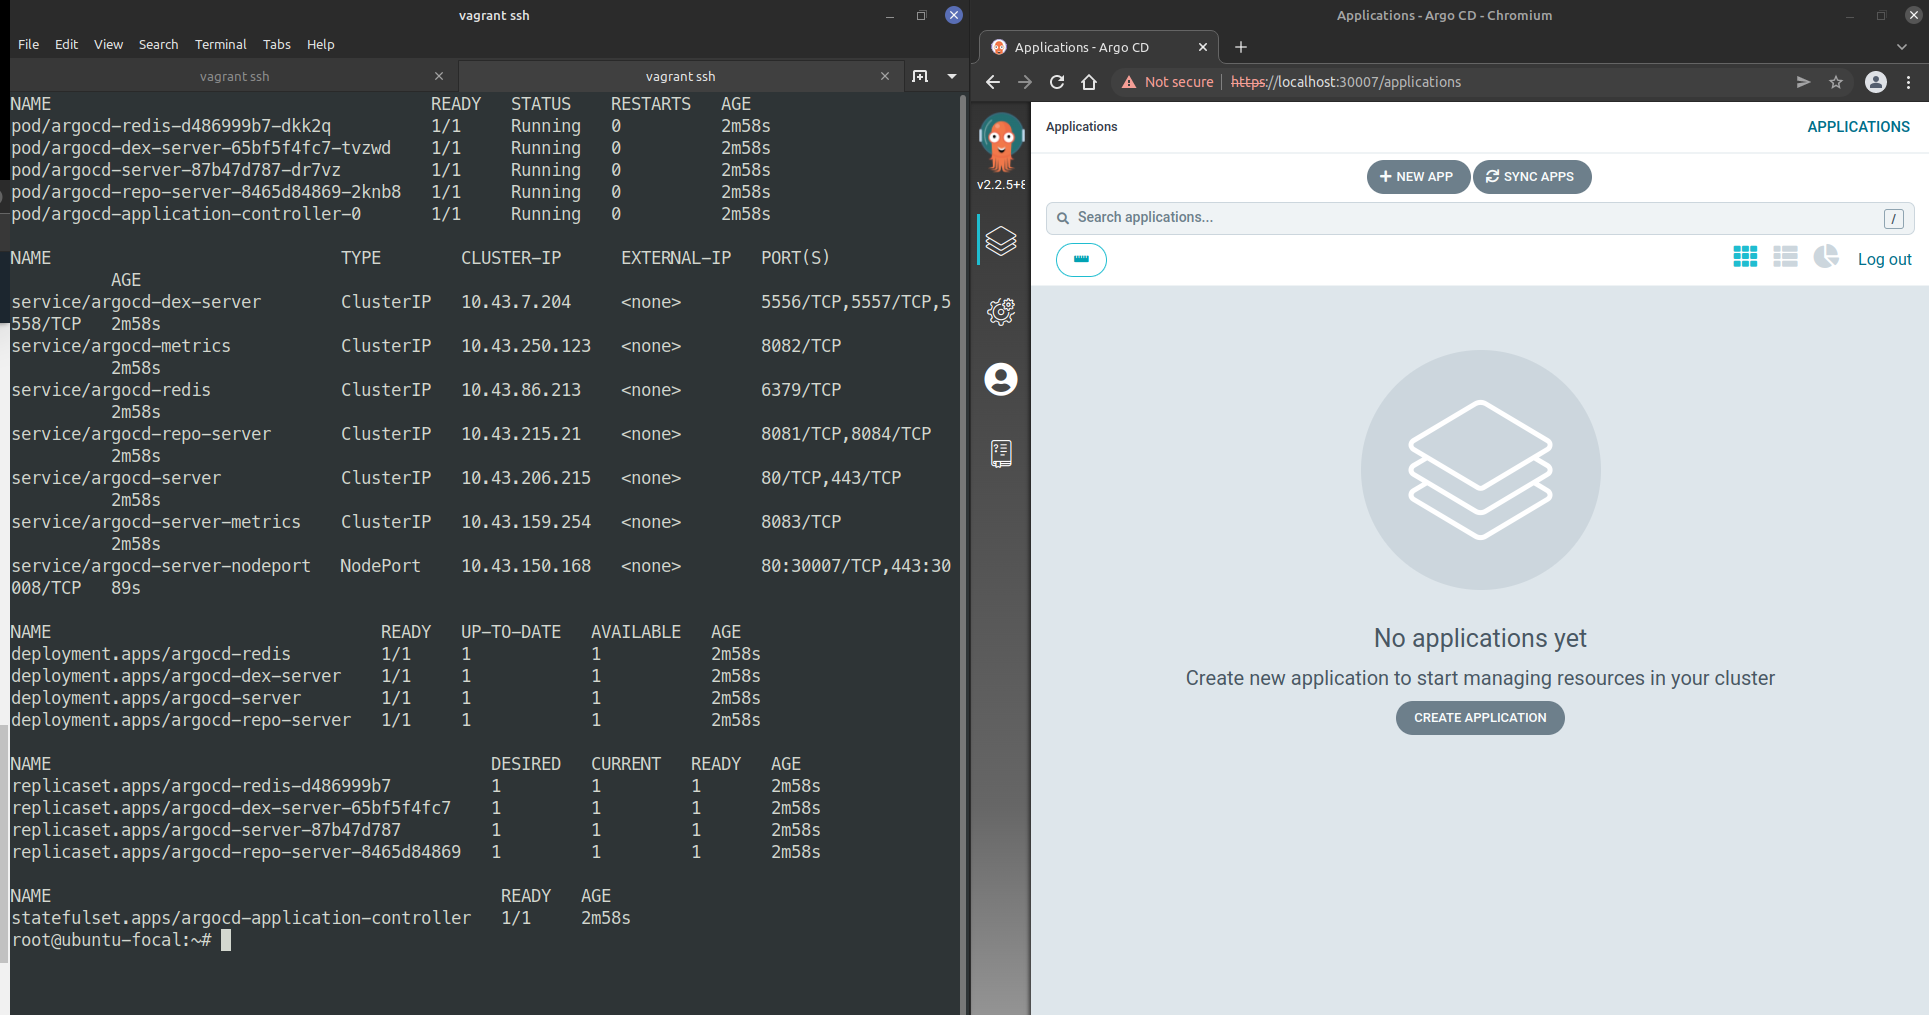 vagrant ssh
File Edit View Search Terminal Tabs Help
vagrant ssh
vagrant ssh
NAME READY STATUS RESTARTS AGE
pod/argocd-redis-d486999b7-dkk2q 1/1 Running 0 2m58s
pod/argocd-dex-server-65bf5f4fc7-tvzwd 1/1 Running 0 2m58s
pod/argocd-server-87b47d787-dr7vz 1/1 Running 0 2m58s
pod/argocd-repo-server-8465d84869-2knb8 1/1 Running 0 2m58s
pod/argocd-application-controller-0 1/1 Running 0 2m58s
NAME TYPE CLUSTER-IP EXTERNAL-IP PORT(S)
AGE
service/argocd-dex-server ClusterIP 10.43.7.204 <none> 5556/TCP,5557/TCP,5
558/TCP 2m58s
service/argocd-metrics ClusterIP 10.43.250.123 <none> 8082/TCP
2m58s
service/argocd-redis ClusterIP 10.43.86.213 <none> 6379/TCP
2m58s
service/argocd-repo-server ClusterIP 10.43.215.21 <none> 8081/TCP,8084/TCP
2m58s
service/argocd-server ClusterIP 10.43.206.215 <none> 80/TCP,443/TCP
2m58s
service/argocd-server-metrics ClusterIP 10.43.159.254 <none> 8083/TCP
2m58s
service/argocd-server-nodeport NodePort 10.43.150.168 <none> 80:30007/TCP,443:30
008/TCP 89s
NAME READY UP-TO-DATE AVAILABLE AGE
deployment.apps/argocd-redis 1/1 1 1 2m58s
deployment.apps/argocd-dex-server 1/1 1 1 2m58s
deployment.apps/argocd-server 1/1 1 1 2m58s
deployment.apps/argocd-repo-server 1/1 1 1 2m58s
NAME DESIRED CURRENT READY AGE
replicaset.apps/argocd-redis-d486999b7 1 1 1 2m58s
replicaset.apps/argocd-dex-server-65bf5f4fc7 1 1 1 2m58s
replicaset.apps/argocd-server-87b47d787 1 1 1 2m58s
replicaset.apps/argocd-repo-server-8465d84869 1 1 1 2m58s
NAME READY AGE
statefulset.apps/argocd-application-controller 1/1 2m58s
root@ubuntu-focal:~#
Applications - Argo CD - Chromium
Applications - Argo CD
Not secure https://localhost:30007/applications
v2.2.5+8
Applications APPLICATIONS
NEW APP SYNC APPS
Search applications... /
Log out
No applications yet
Create new application to start managing resources in your cluster
CREATE APPLICATION